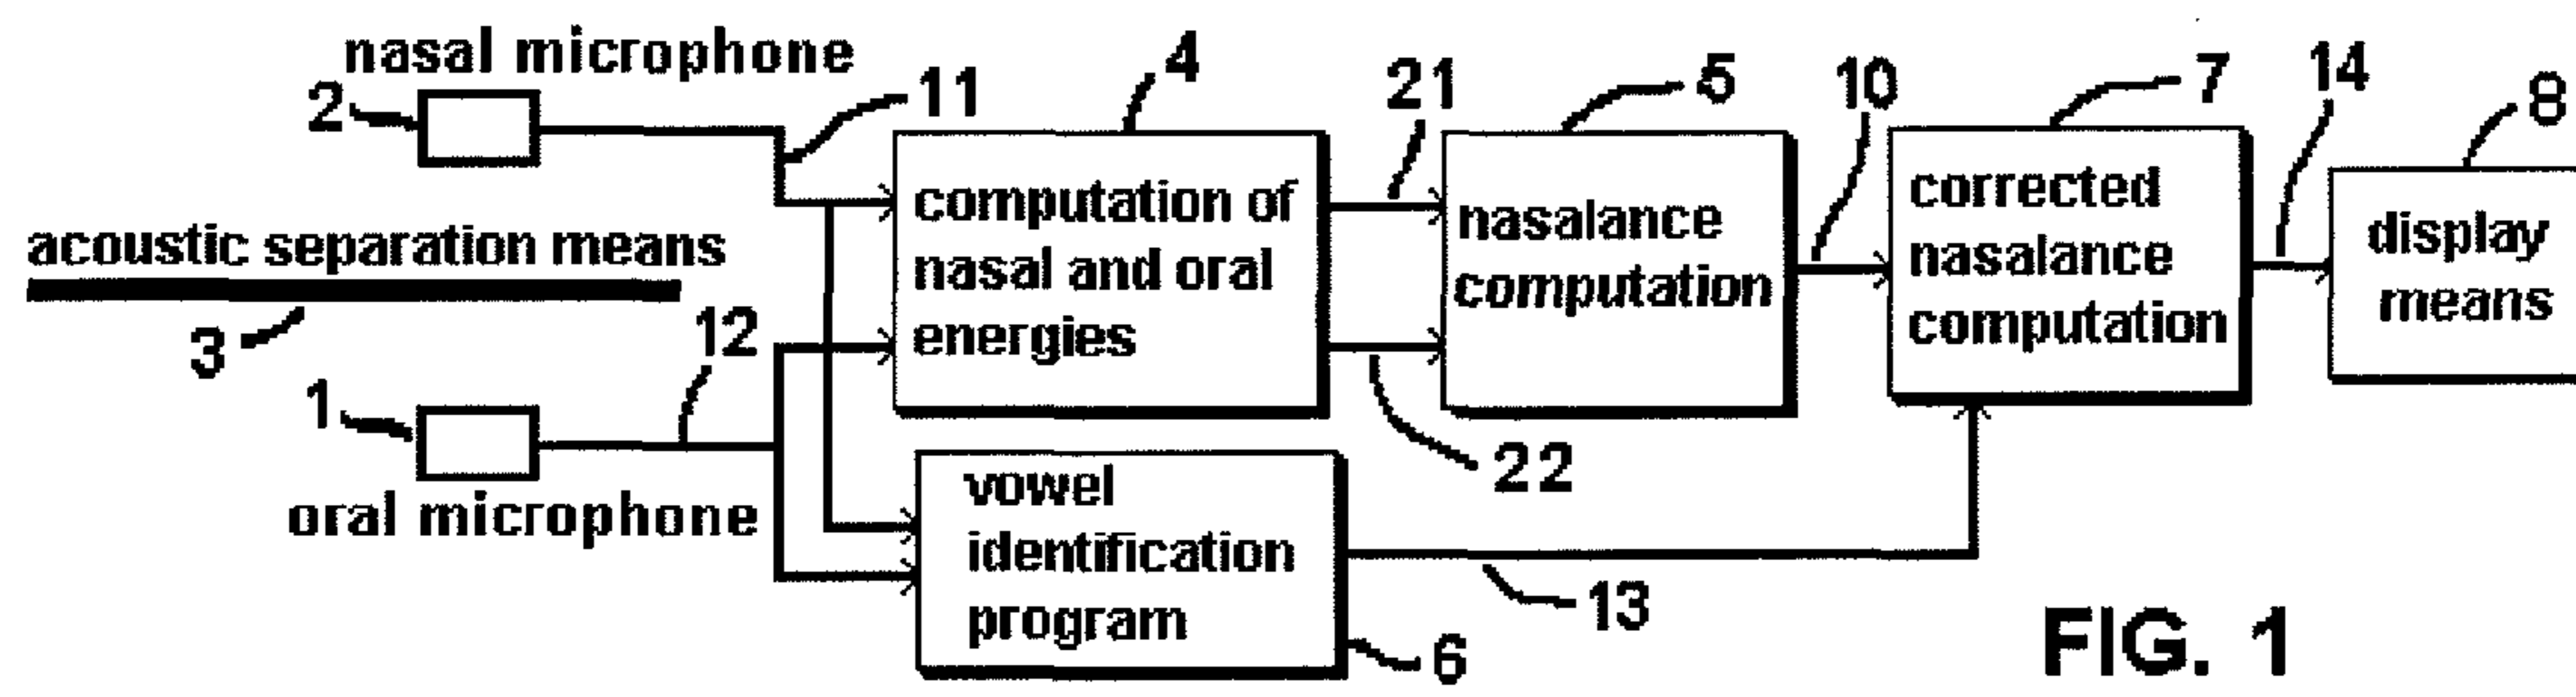 nasal microphone
2
11
4
21
5
10
7
14
8
acoustic separation means
3
12
1
oral microphone
computation of
nasal and oral
energies
nasalance
computation
corrected
nasalance
computation
display
means
22
vowel
identification
program
13
6
FIG. 1